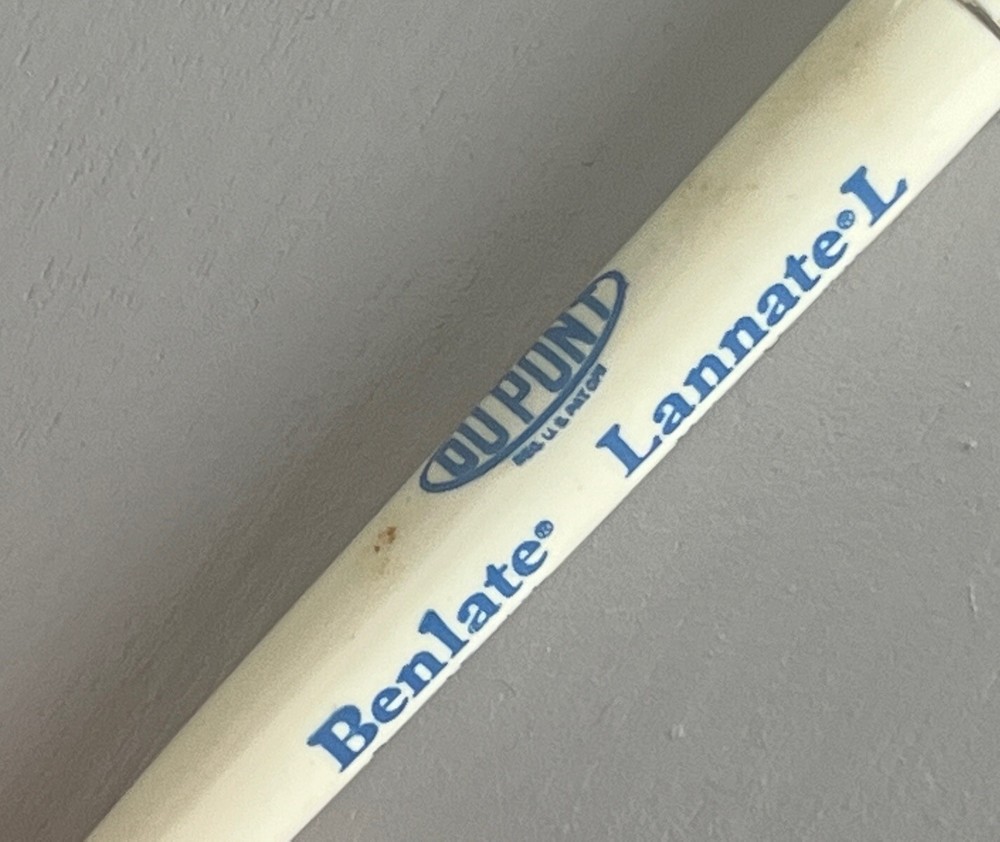 DUPONT
REG. U.S. PAT. OFF.
Benlate® Lannate® L